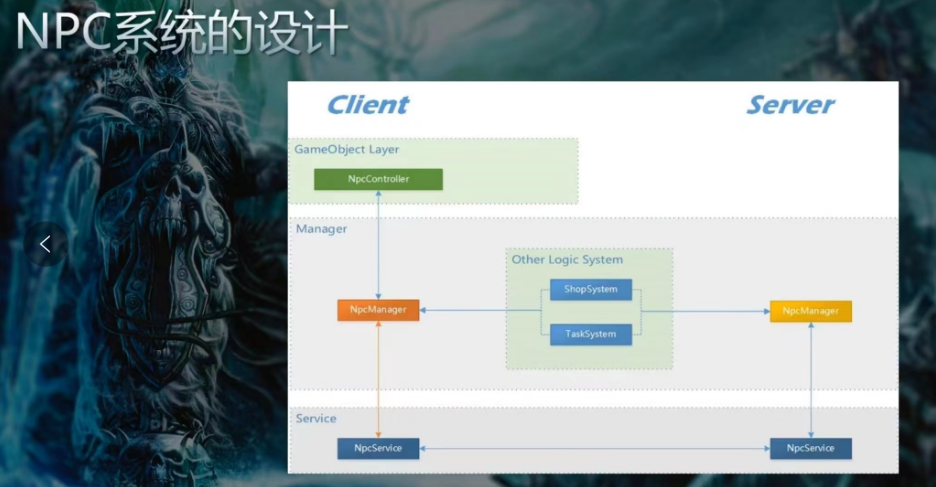 NPC系统的设计
Client
Server
GameObject Layer
NpcController
Manager
Other Logic System
ShopSystem
NpcManager
NpcManager
TaskSystem
Service
NpcService
NpcService